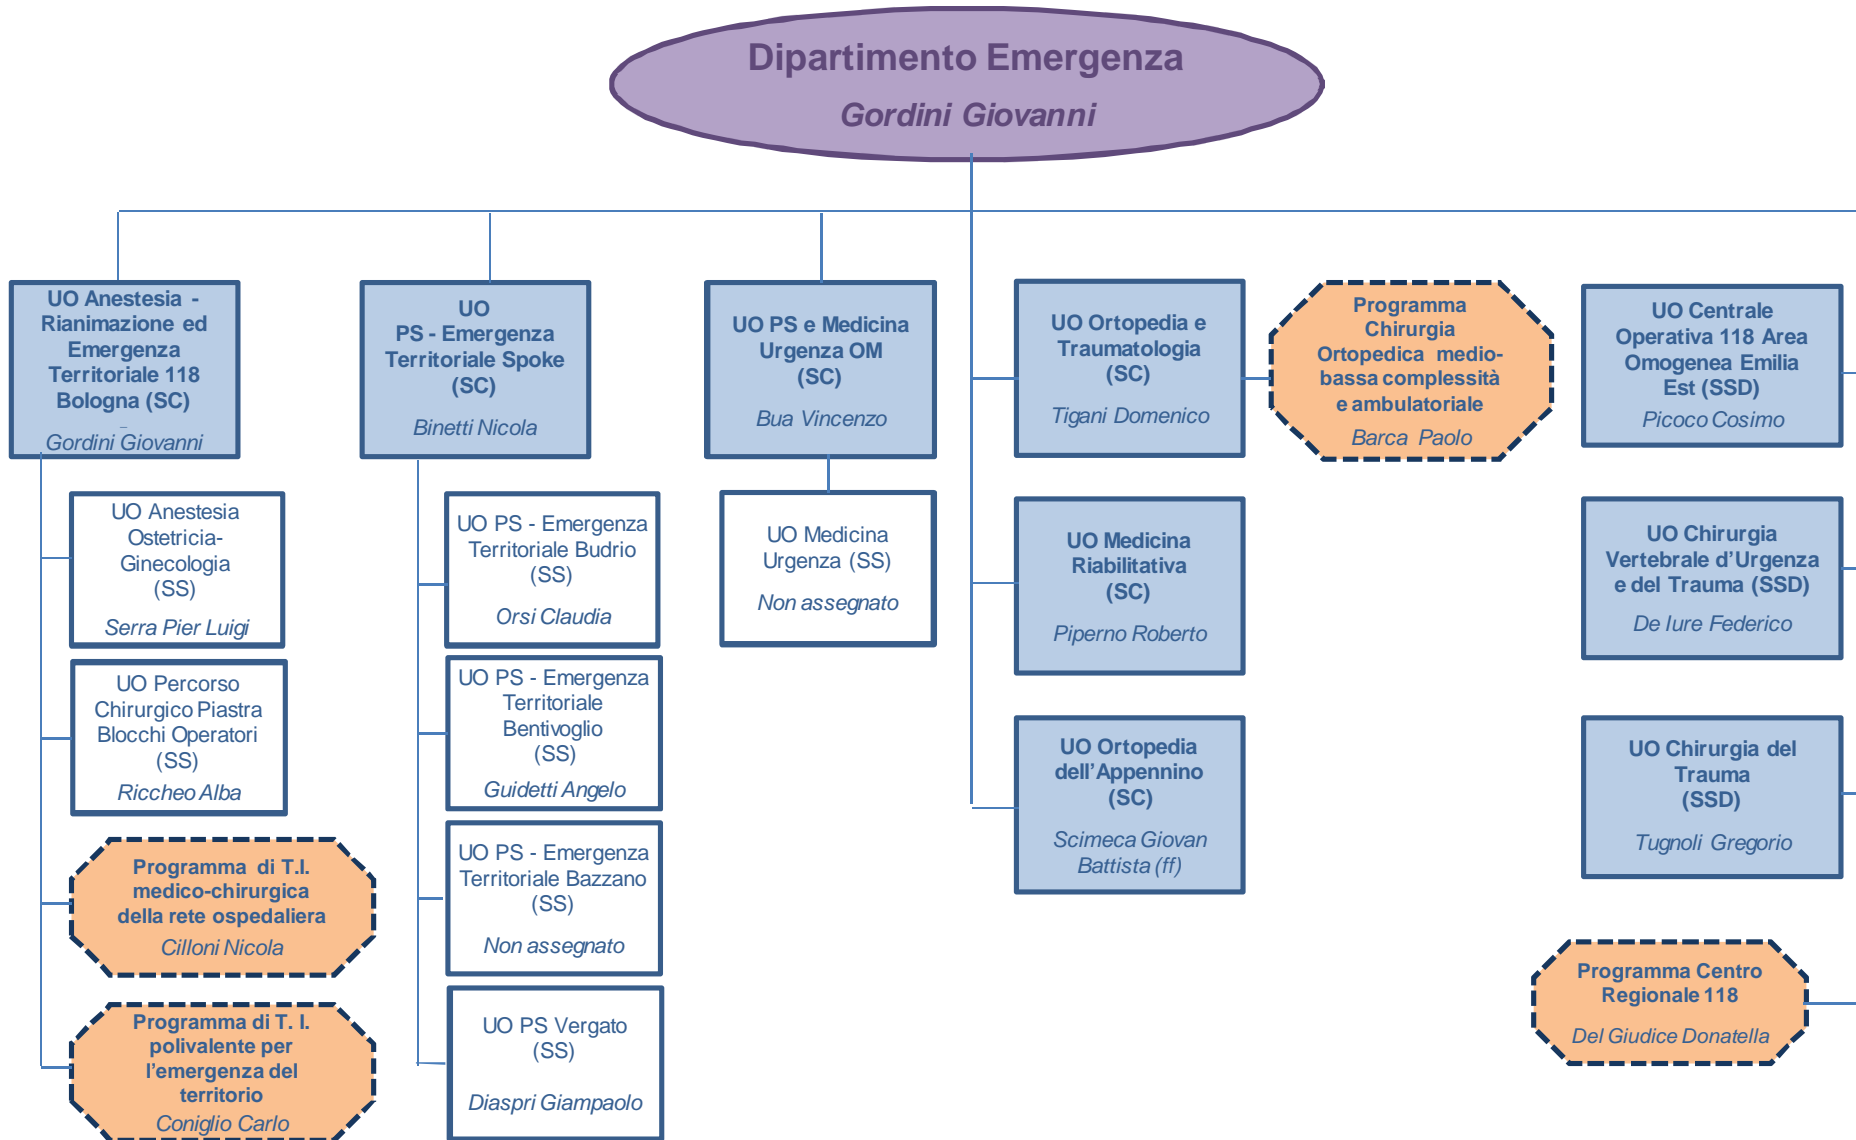 Dipartimento Emergenza
Gordini Giovanni
UO Anestesia -
Rianimazione ed
Emergenza
Territoriale 118
Bologna (SC)
Gordini Giovanni
UO Anestesia
Ostetricia-
Ginecologia
(SS)
Serra Pier Luigi
UO Percorso
Chirurgico Piastra
Blocchi Operatori
(SS)
Riccheo Alba
Programma di T.I.
medico-chirurgica
della rete ospedaliera
Cilloni Nicola
Programma di T. I.
polivalente per
l'emergenza del
territorio
Coniglio Carlo
UO
PS - Emergenza
Territoriale Spoke
(SC)
Binetti Nicola
UO PS - Emergenza
Territoriale Budrio
(SS)
Orsi Claudia
UO PS - Emergenza
Territoriale
Bentivoglio
(SS)
Guidetti Angelo
UO PS - Emergenza
Territoriale Bazzano
(SS)
Non assegnato
UO PS Vergato
(SS)
Diaspri Giampaolo
UO PS e Medicina
Urgenza OM
(SC)
Bua Vincenzo
UO Medicina
Urgenza (SS)
Non assegnato
UO Ortopedia e
Traumatologia
(SC)
Tigani Domenico
Programma
Chirurgia
Ortopedica medio-
bassa complessità
e ambulatoriale
Barca Paolo
UO Medicina
Riabilitativa
(SC)
Piperno Roberto
UO Ortopedia
dell'Appennino
(SC)
Scimeca Giovan
Battista (ff)
UO Centrale
Operativa 118 Area
Omogenea Emilia
Est (SSD)
Picoco Cosimo
UO Chirurgia
Vertebrale d'Urgenza
e del Trauma (SSD)
De Iure Federico
UO Chirurgia del
Trauma
(SSD)
Tugnoli Gregorio
Programma Centro
Regionale 118
Del Giudice Donatella